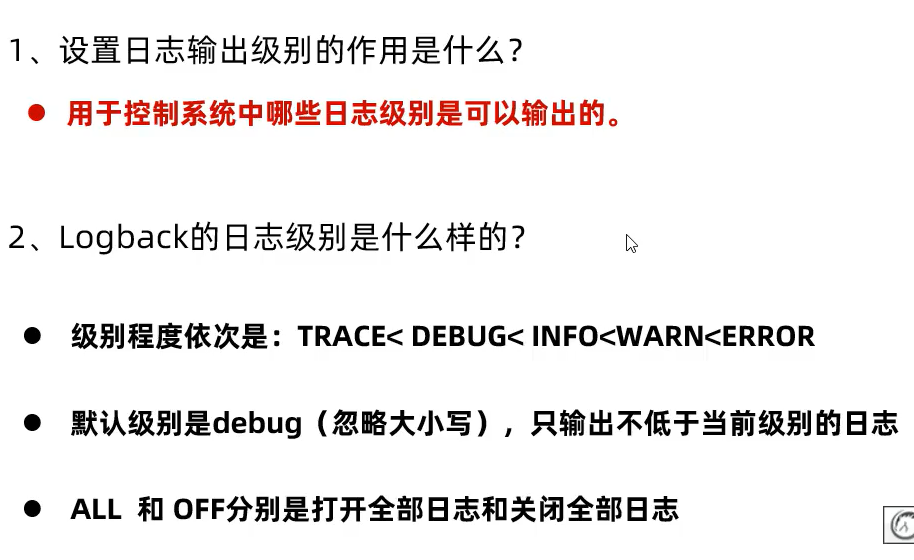 1、设置日志输出级别的作用是什么?
● 用于控制系统中哪些日志级别是可以输出的。
2、Logback的日志级别是什么样的?
● 级别程度依次是：TRACE< DEBUG< INFO<WARN<ERROR
● 默认级别是debug（忽略大小写），只输出不低于当前级别的日志
● ALL 和 OFF分别是打开全部日志和关闭全部日志